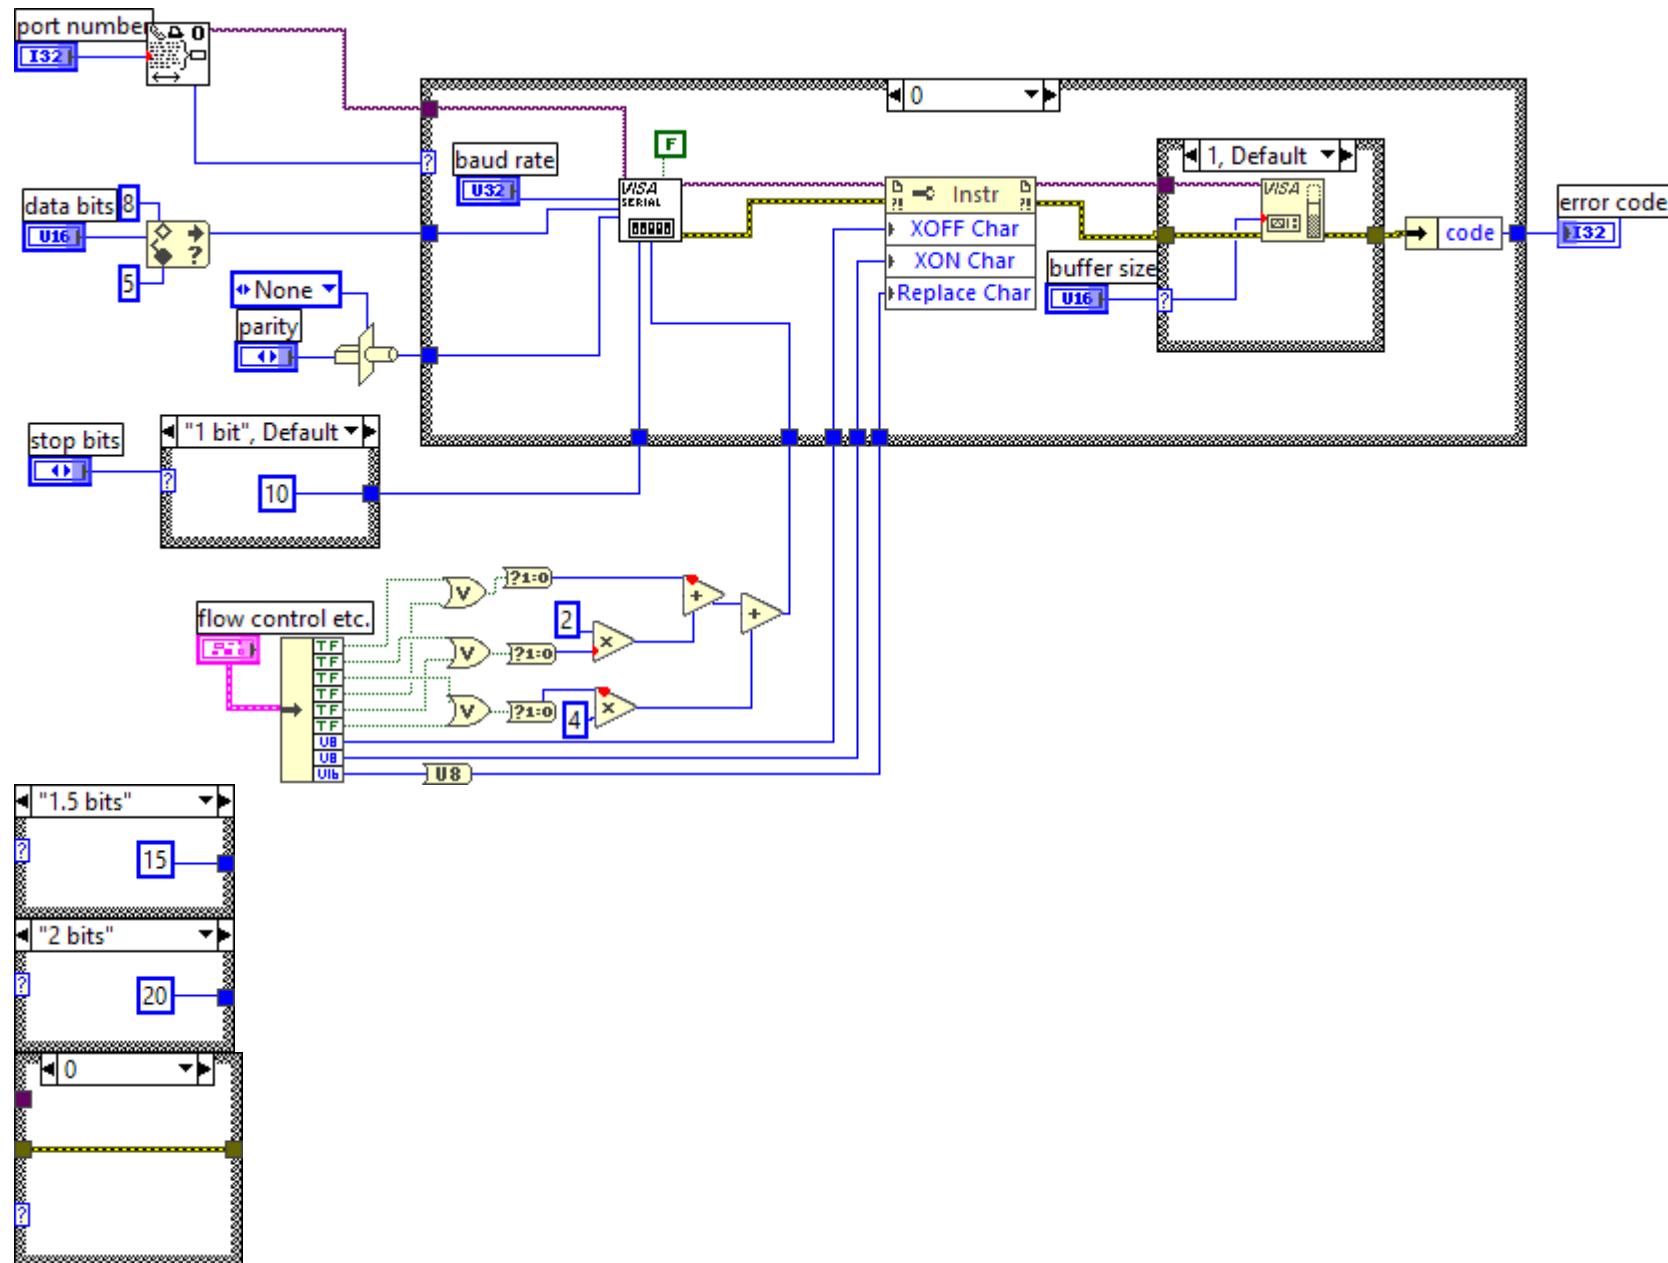 port number
I32
0
0
baud rate
U32
F
VISA
SERIAL
Instr
XOFF Char
XON Char
Replace Char
1, Default
VISA
buffer size
U16
code
error code
I32
data bits
8
U16
5
?
None
parity
?
?
stop bits
"1 bit", Default
?
10
flow control etc.
TF
TF
TF
TF
TF
TF
U8
U8
U16
V
V
V
?1:0
?1:0
?1:0
2
x
4
x
+
+
U8
"1.5 bits"
?
15
"2 bits"
?
20
0
?